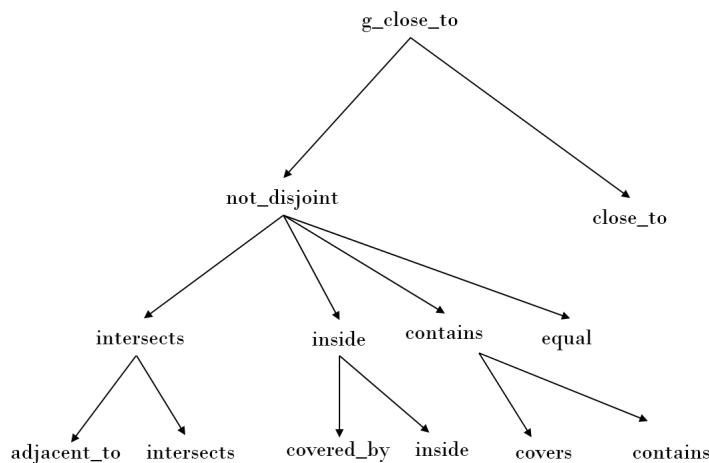 g_close_to
not_disjoint
close_to
intersects inside contains equal
adjacent_to intersects covered_by inside covers contains